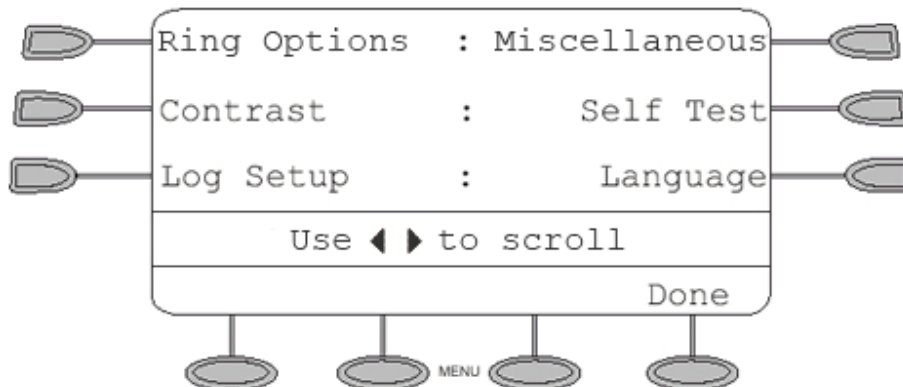 Ring Options : Miscellaneous
Contrast : Self Test
Log Setup : Language
Use ◀ ▶ to scroll
Done
MENU